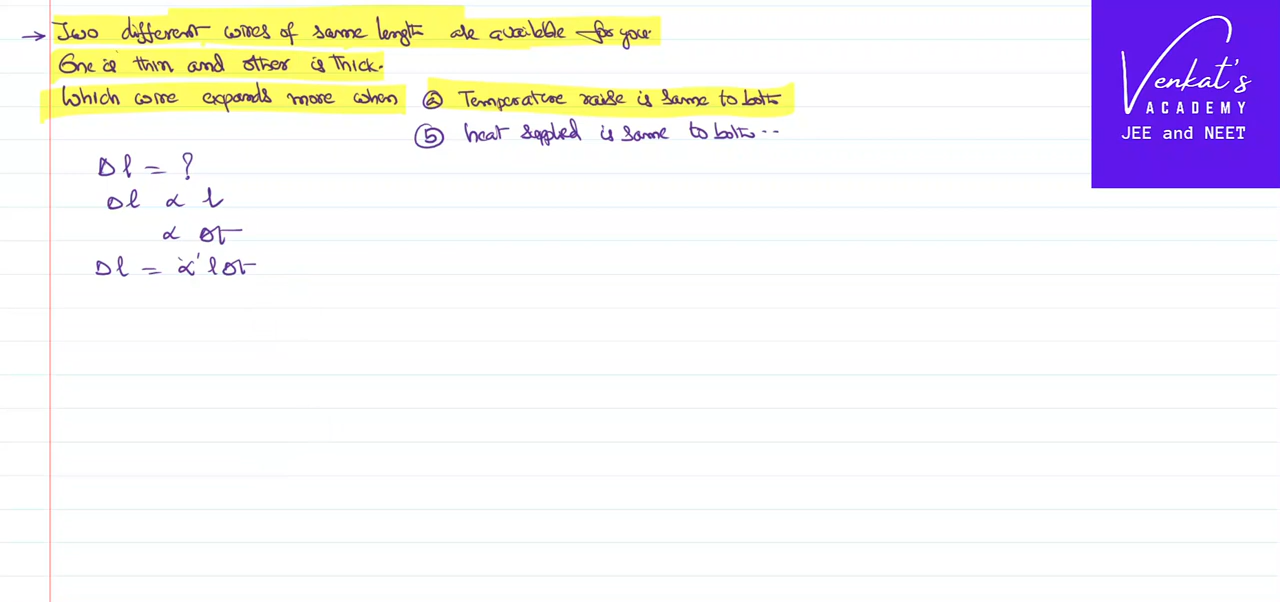 → Two different wires of same length are available for you.
One is thin and other is Thick.
Which wire expands more when ⓐ Temperature raise is same to both
ⓑ heat supplied is same to both..
Δl = ?
Δl ∝ l
∝ Δt
Δl = ∝' l Δt
Venkat's
ACADEMY
JEE and NEET